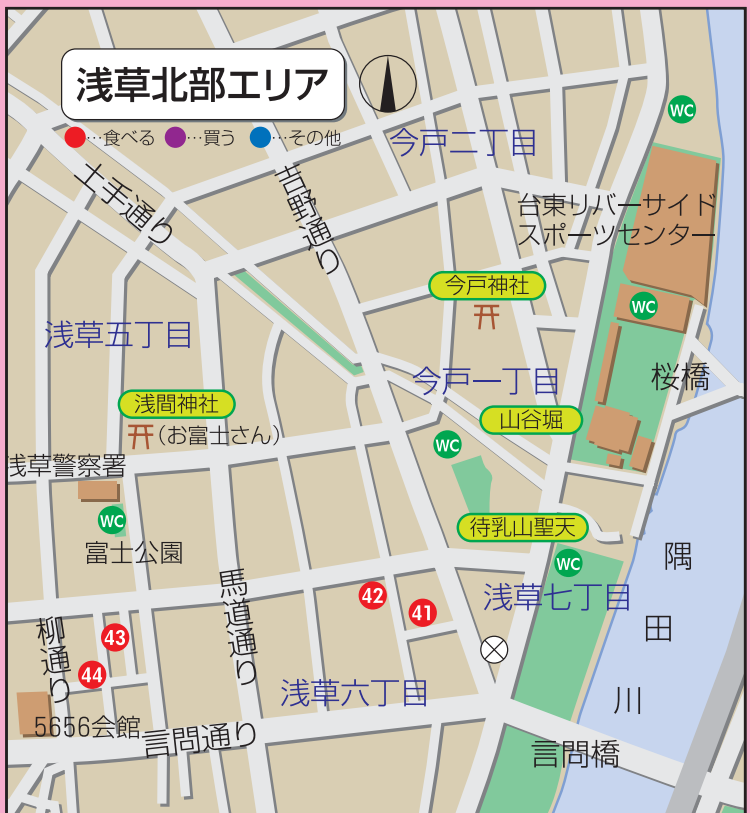 浅草北部エリア
●…食べる ●…買う ●…その他
今戸二丁目
WC
土手通り
吉野通り
台東リバーサイド
スポーツセンター
今戸神社
WC
浅草五丁目
桜橋
今戸一丁目
浅間神社
(お富士さん)
山谷堀
WC
浅草警察署
WC
待乳山聖天
富士公園
WC
隅田川
馬道通り
42
41
浅草七丁目
柳通り
43
44
浅草六丁目
5656会館
言問通り
言問橋